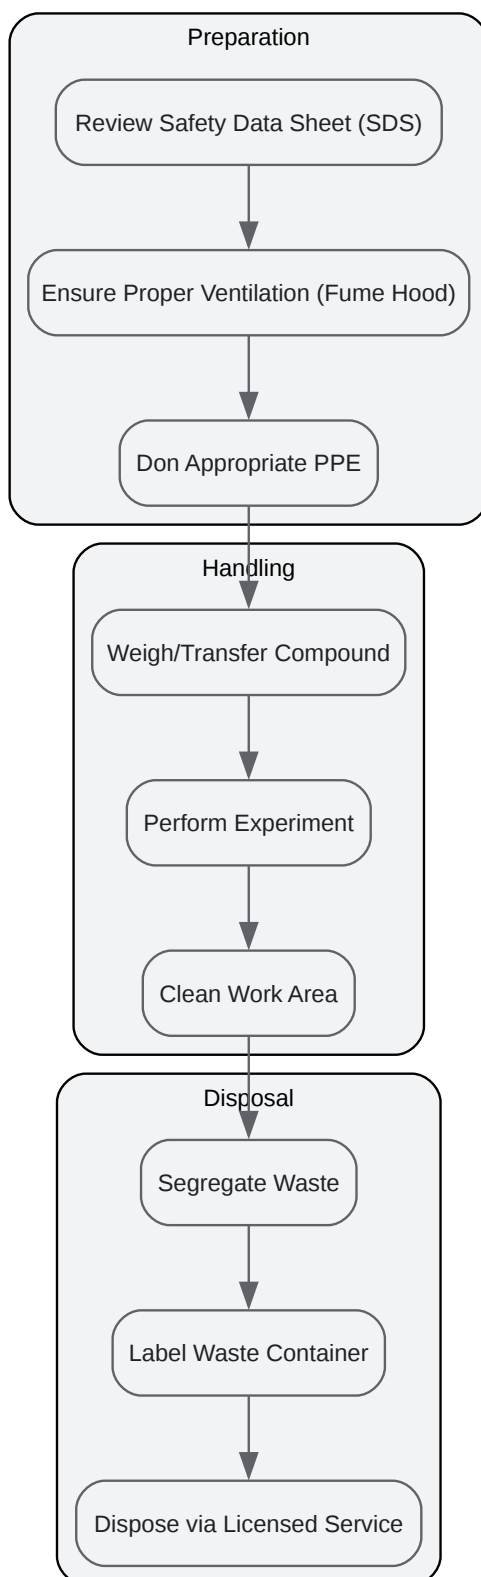 Preparation
Review Safety Data Sheet (SDS)
Ensure Proper Ventilation (Fume Hood)
Don Appropriate PPE
Handling
Weigh/Transfer Compound
Perform Experiment
Clean Work Area
Disposal
Segregate Waste
Label Waste Container
Dispose via Licensed Service